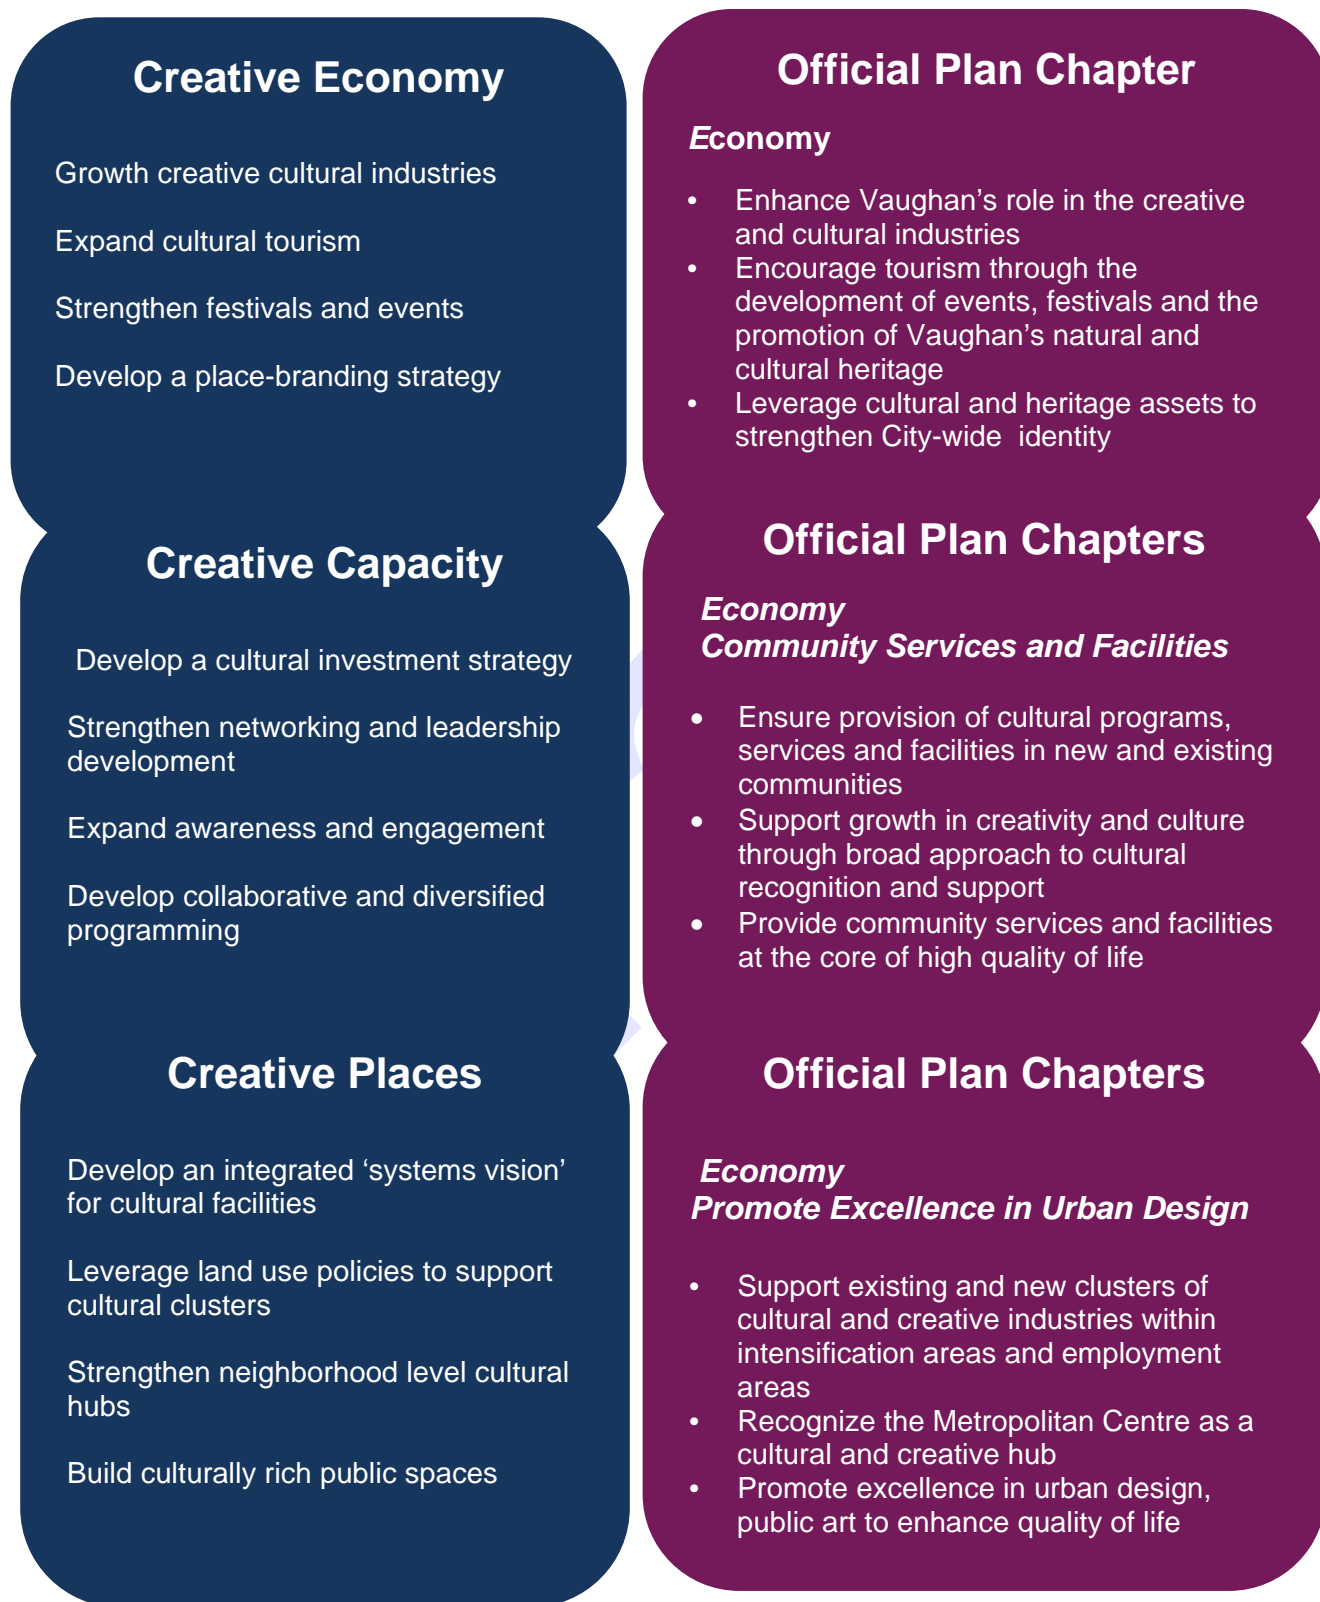 Creative Economy
Growth creative cultural industries
Expand cultural tourism
Strengthen festivals and events
Develop a place-branding strategy
Official Plan Chapter
Economy
• Enhance Vaughan’s role in the creative
and cultural industries
• Encourage tourism through the
development of events, festivals and the
promotion of Vaughan’s natural and
cultural heritage
• Leverage cultural and heritage assets to
strengthen City-wide  identity
Creative Capacity
Develop a cultural investment strategy
Strengthen networking and leadership
development
Expand awareness and engagement
Develop collaborative and diversified
programming
Official Plan Chapters
Economy
Community Services and Facilities
• Ensure provision of cultural programs,
services and facilities in new and existing
communities
• Support growth in creativity and culture
through broad approach to cultural
recognition and support
• Provide community services and facilities
at the core of high quality of life
Creative Places
Develop an integrated ‘systems vision’
for cultural facilities
Leverage land use policies to support
cultural clusters
Strengthen neighborhood level cultural
hubs
Build culturally rich public spaces
Official Plan Chapters
Economy
Promote Excellence in Urban Design
• Support existing and new clusters of
cultural and creative industries within
intensification areas and employment
areas
• Recognize the Metropolitan Centre as a
cultural and creative hub
• Promote excellence in urban design,
public art to enhance quality of life